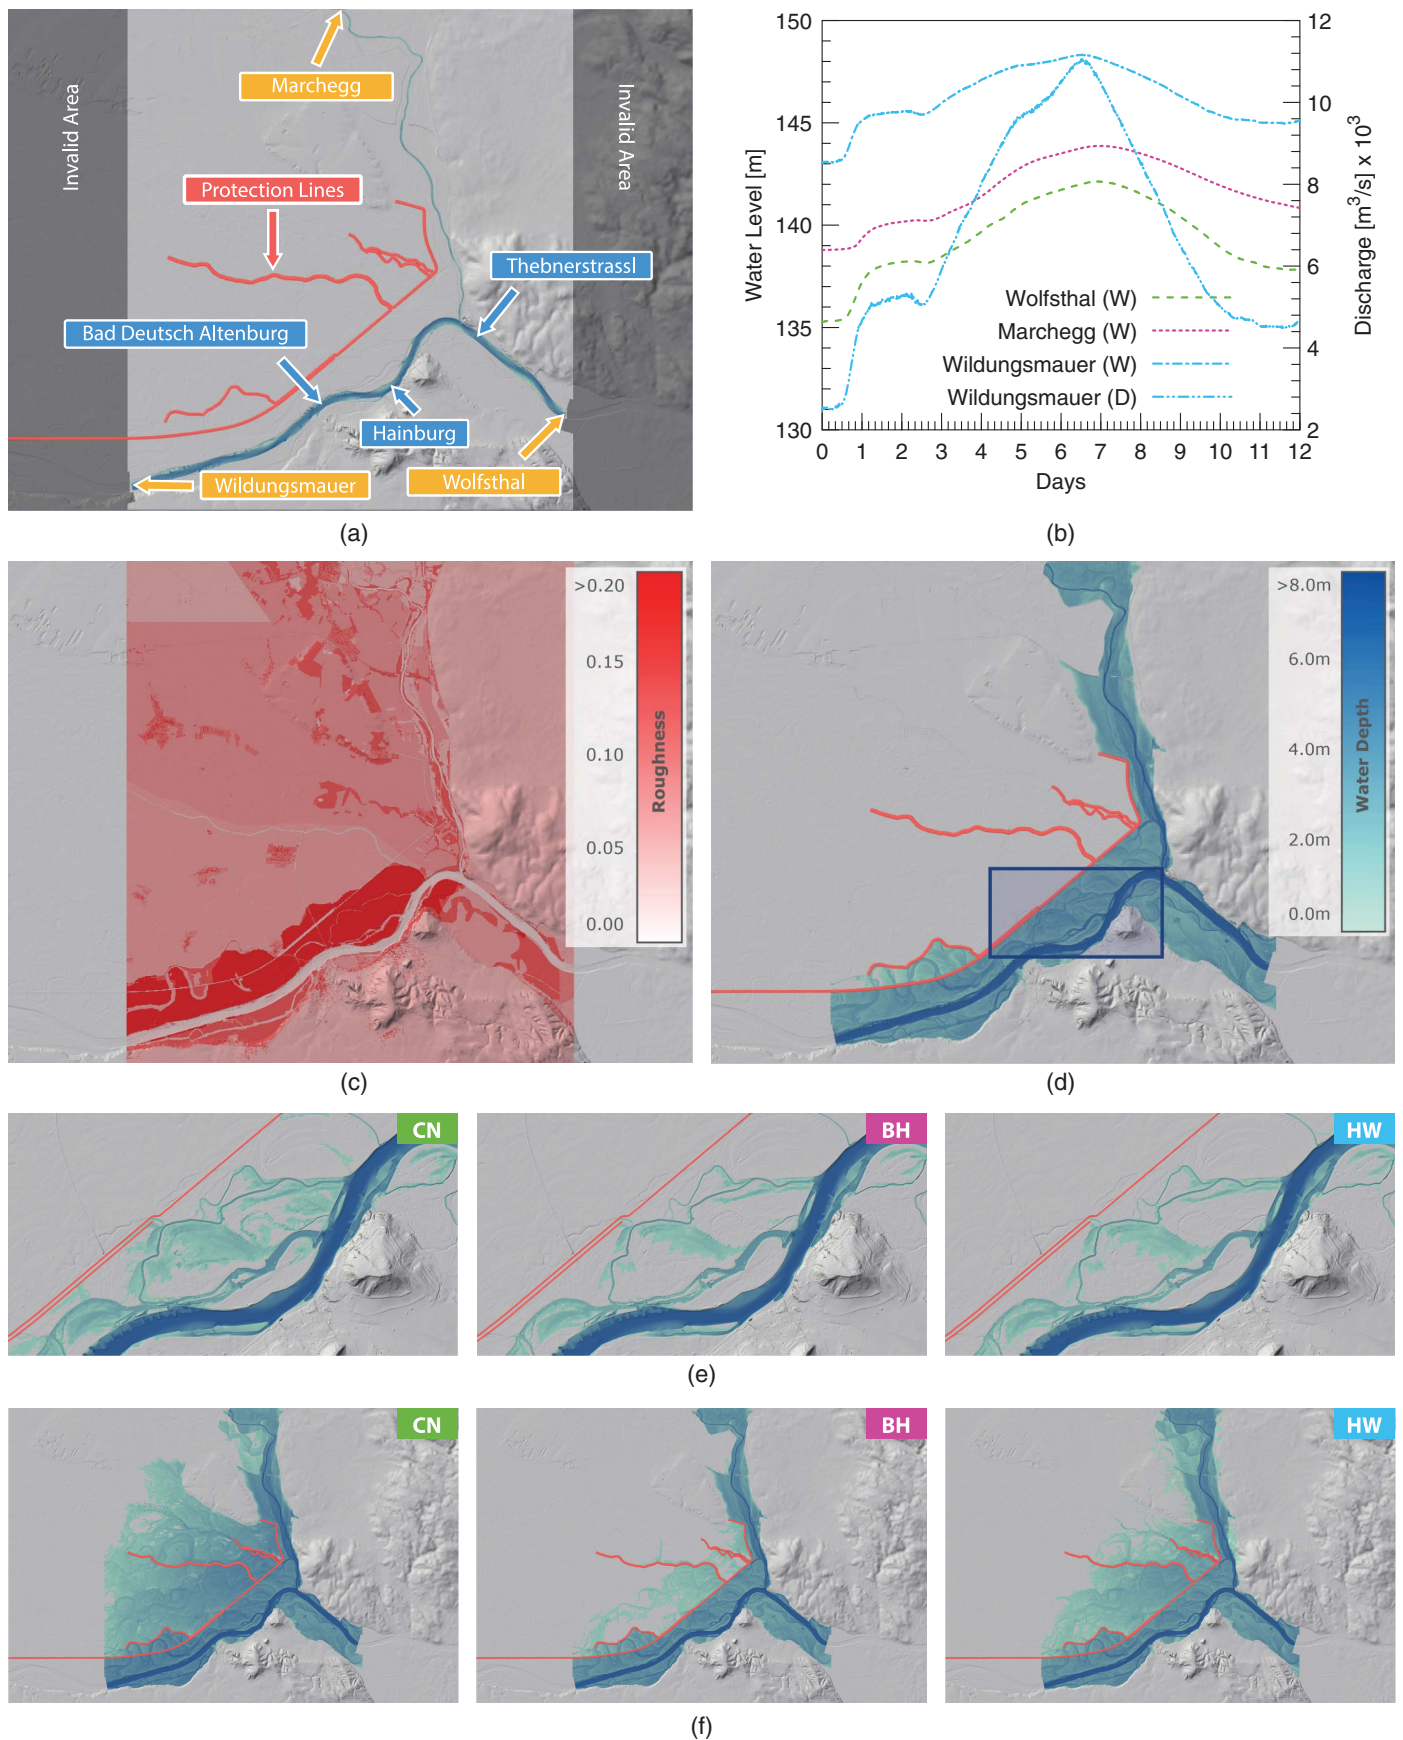 Marchegg
Invalid Area
Invalid Area
Protection Lines
Thebnerstrassl
Bad Deutsch Altenburg
Hainburg
Wildungsmauer
Wolfsthal
(a)
150
145
140
135
130
Water Level [m]
12
10
8
6
4
2
Discharge [m³/s] x 10³
Wolfsthal (W)
Marchegg (W)
Wildungsmauer (W)
Wildungsmauer (D)
0 1 2 3 4 5 6 7 8 9 10 11 12
Days
(b)
>0.20
0.15
0.10
0.05
0.00
Roughness
(c)
>8.0m
6.0m
4.0m
2.0m
0.0m
Water Depth
(d)
CN
BH
HW
(e)
CN
BH
HW
(f)